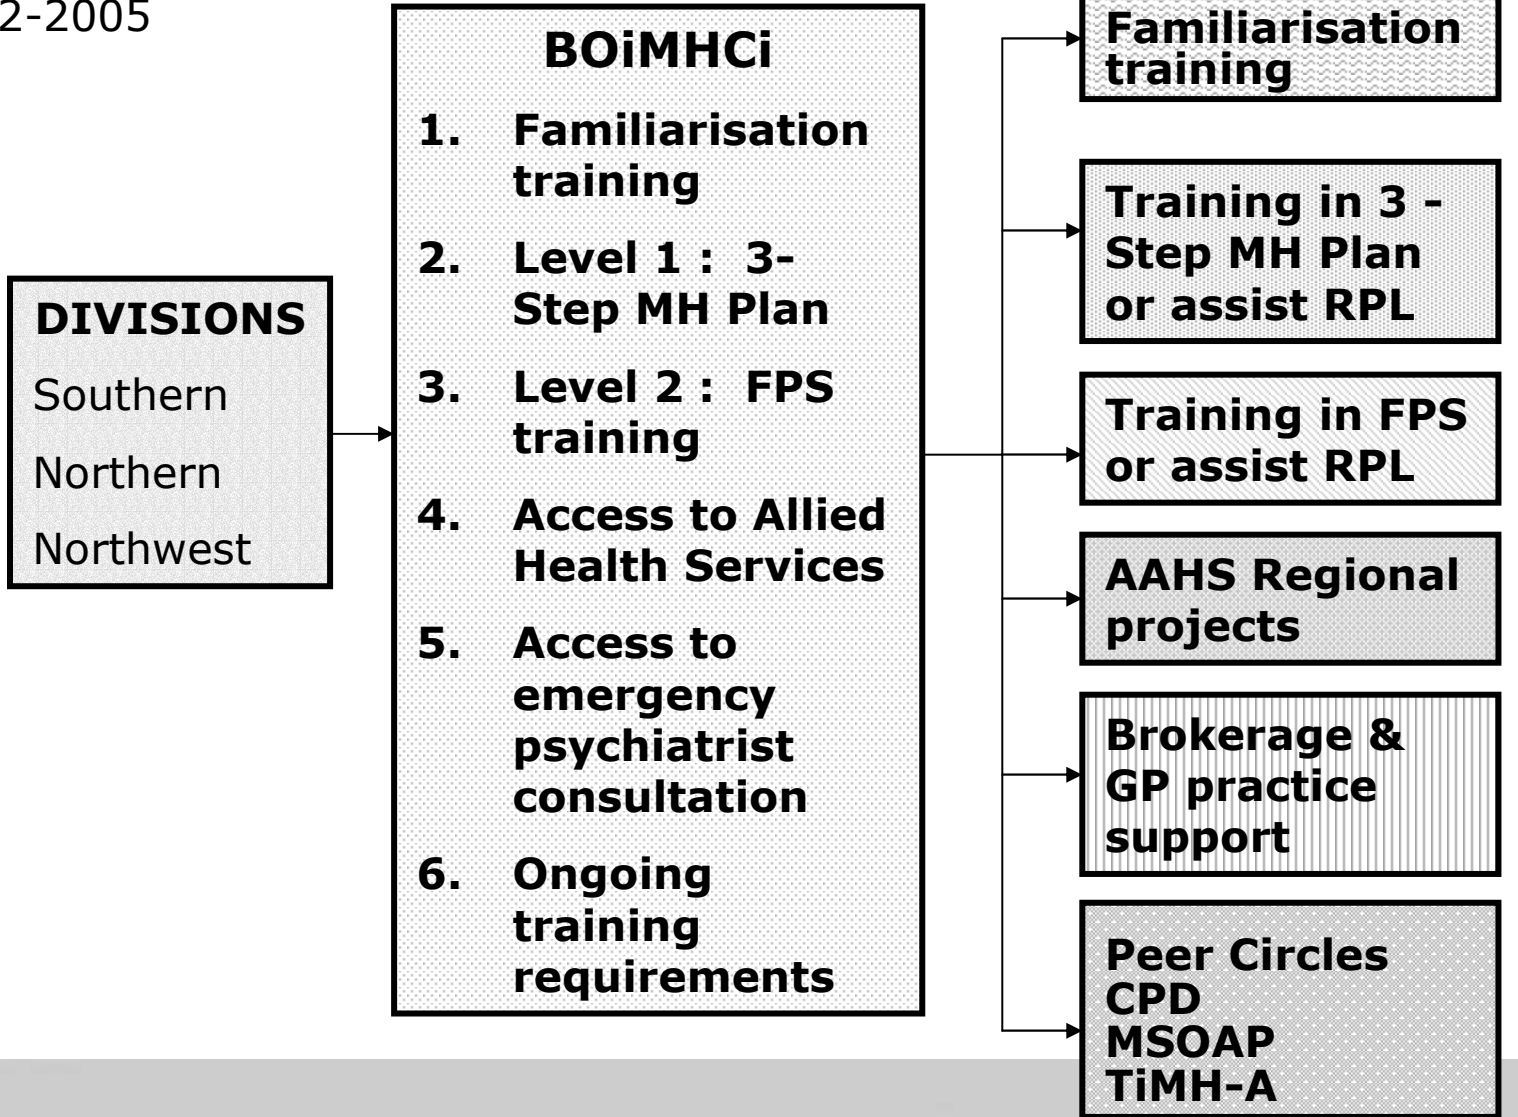 2-2005
DIVISIONS
Southern
Northern
Northwest
BOiMHCi
1. Familiarisation
training
2. Level 1 : 3-
Step MH Plan
3. Level 2 : FPS
training
4. Access to Allied
Health Services
5. Access to
emergency
psychiatrist
consultation
6. Ongoing
training
requirements
Familiarisation
training
Training in 3 -
Step MH Plan
or assist RPL
Training in FPS
or assist RPL
AAHS Regional
projects
Brokerage &
GP practice
support
Peer Circles
CPD
MSOAP
TiMH-A